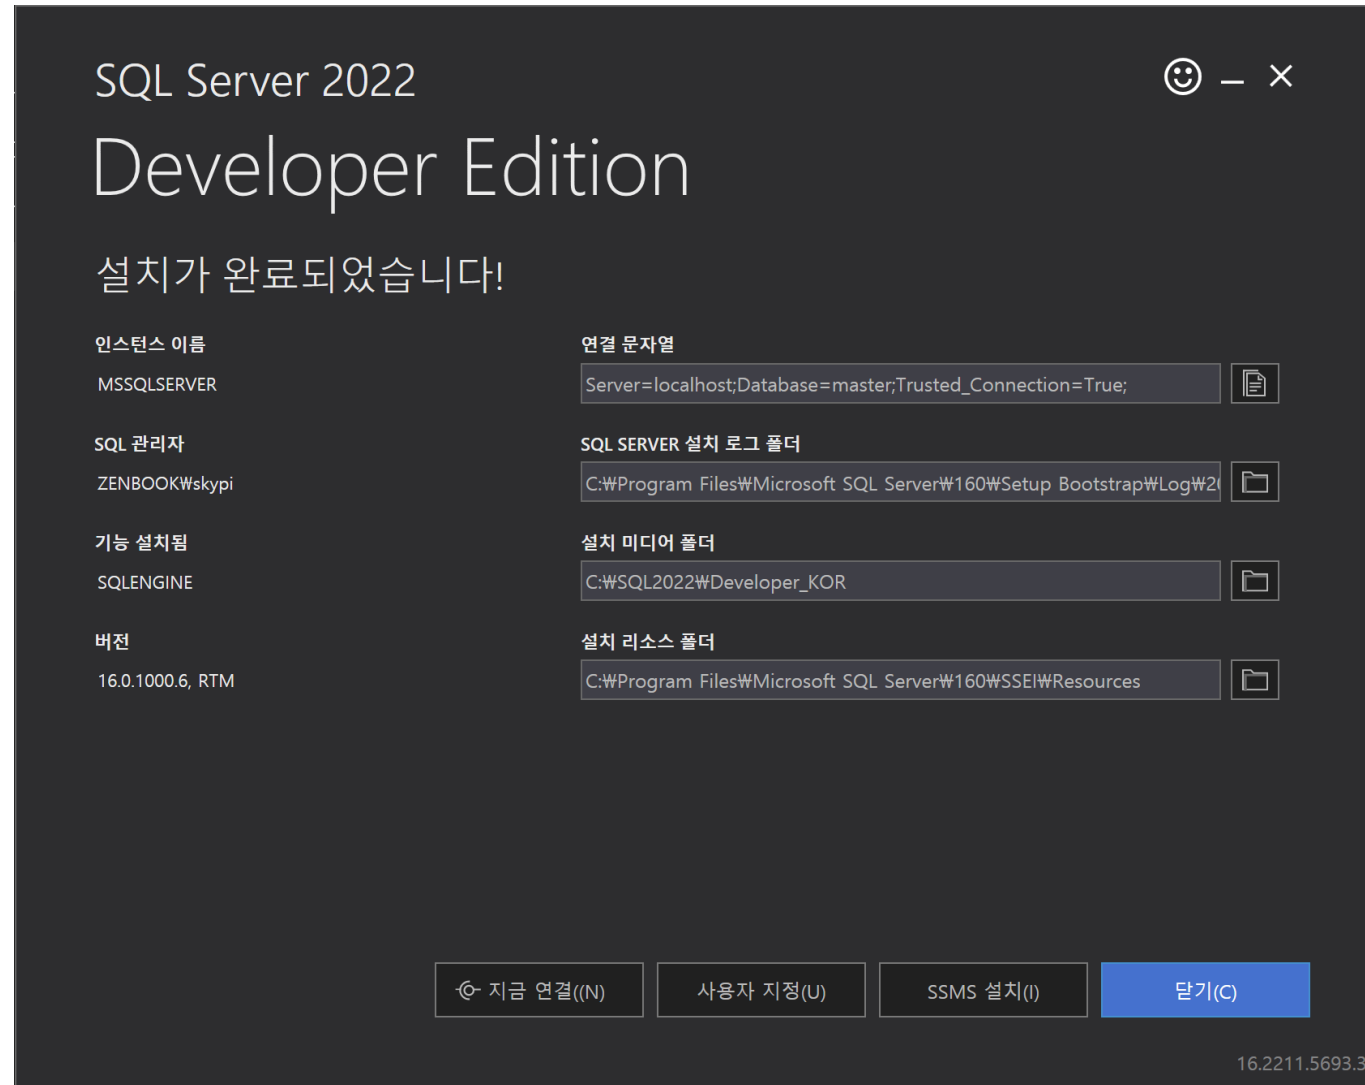 SQL Server 2022
Developer Edition
설치가 완료되었습니다!
인스턴스 이름
MSSQLSERVER
연결 문자열
Server=localhost;Database=master;Trusted_Connection=True;
SQL 관리자
ZENBOOK₩skypi
SQL SERVER 설치 로그 폴더
C:₩Program Files₩Microsoft SQL Server₩160₩Setup Bootstrap₩Log₩20
기능 설치됨
SQLENGINE
설치 미디어 폴더
C:₩SQL2022₩Developer_KOR
버전
16.0.1000.6, RTM
설치 리소스 폴더
C:₩Program Files₩Microsoft SQL Server₩160₩SSEI₩Resources
지금 연결((N)
사용자 지정(U)
SSMS 설치(I)
닫기(C)
16.2211.5693.3